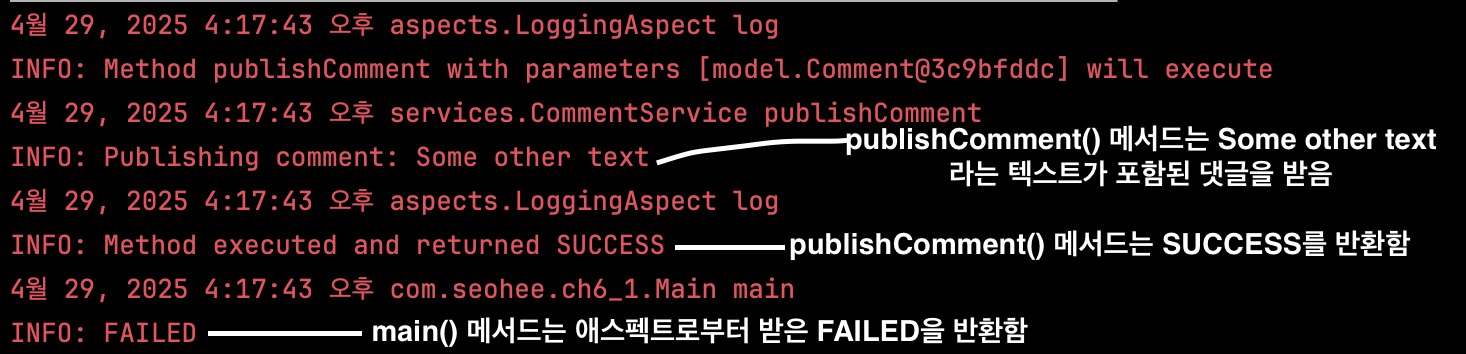 4월 29, 2025 4:17:43 오후 aspects.LoggingAspect log
INFO: Method publishComment with parameters [model.Comment@3c9bfddc] will execute
4월 29, 2025 4:17:43 오후 services.CommentService publishComment
INFO: Publishing comment: Some other text
publishComment() 메서드는 Some other text
라는 텍스트가 포함된 댓글을 받음
4월 29, 2025 4:17:43 오후 aspects.LoggingAspect log
INFO: Method executed and returned SUCCESS
publishComment() 메서드는 SUCCESS를 반환함
4월 29, 2025 4:17:43 오후 com.seohee.ch6_1.Main main
INFO: FAILED
main() 메서드는 애스펙트로부터 받은 FAILED을 반환함